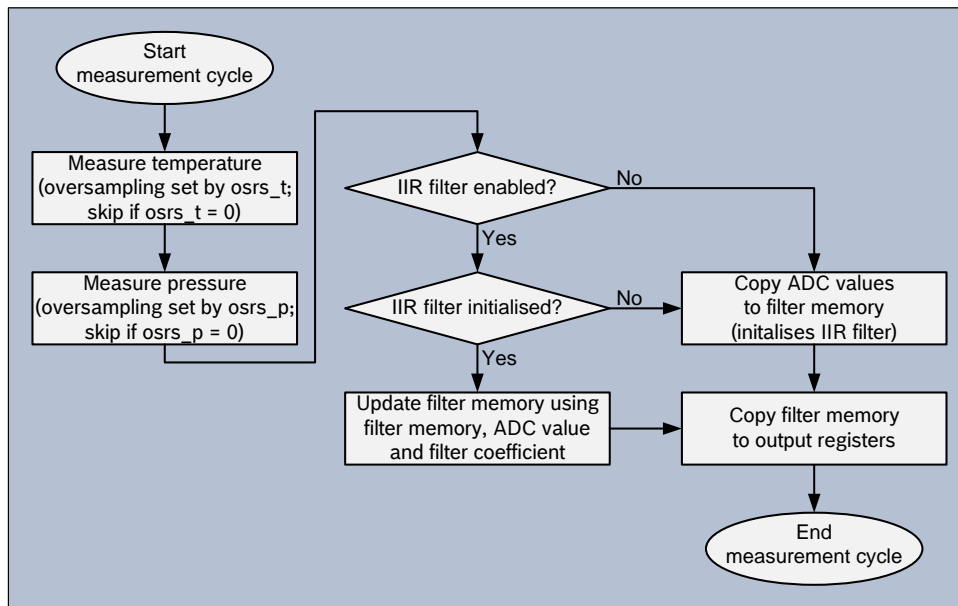 Start
measurement cycle
Measure temperature
(oversampling set by osrs_t;
skip if osrs_t = 0)
Measure pressure
(oversampling set by osrs_p;
skip if osrs_p = 0)
IIR filter enabled?
No
Yes
IIR filter initialised?
No
Yes
Update filter memory using
filter memory, ADC value
and filter coefficient
Copy ADC values
to filter memory
(initalises IIR filter)
Copy filter memory
to output registers
End
measurement cycle